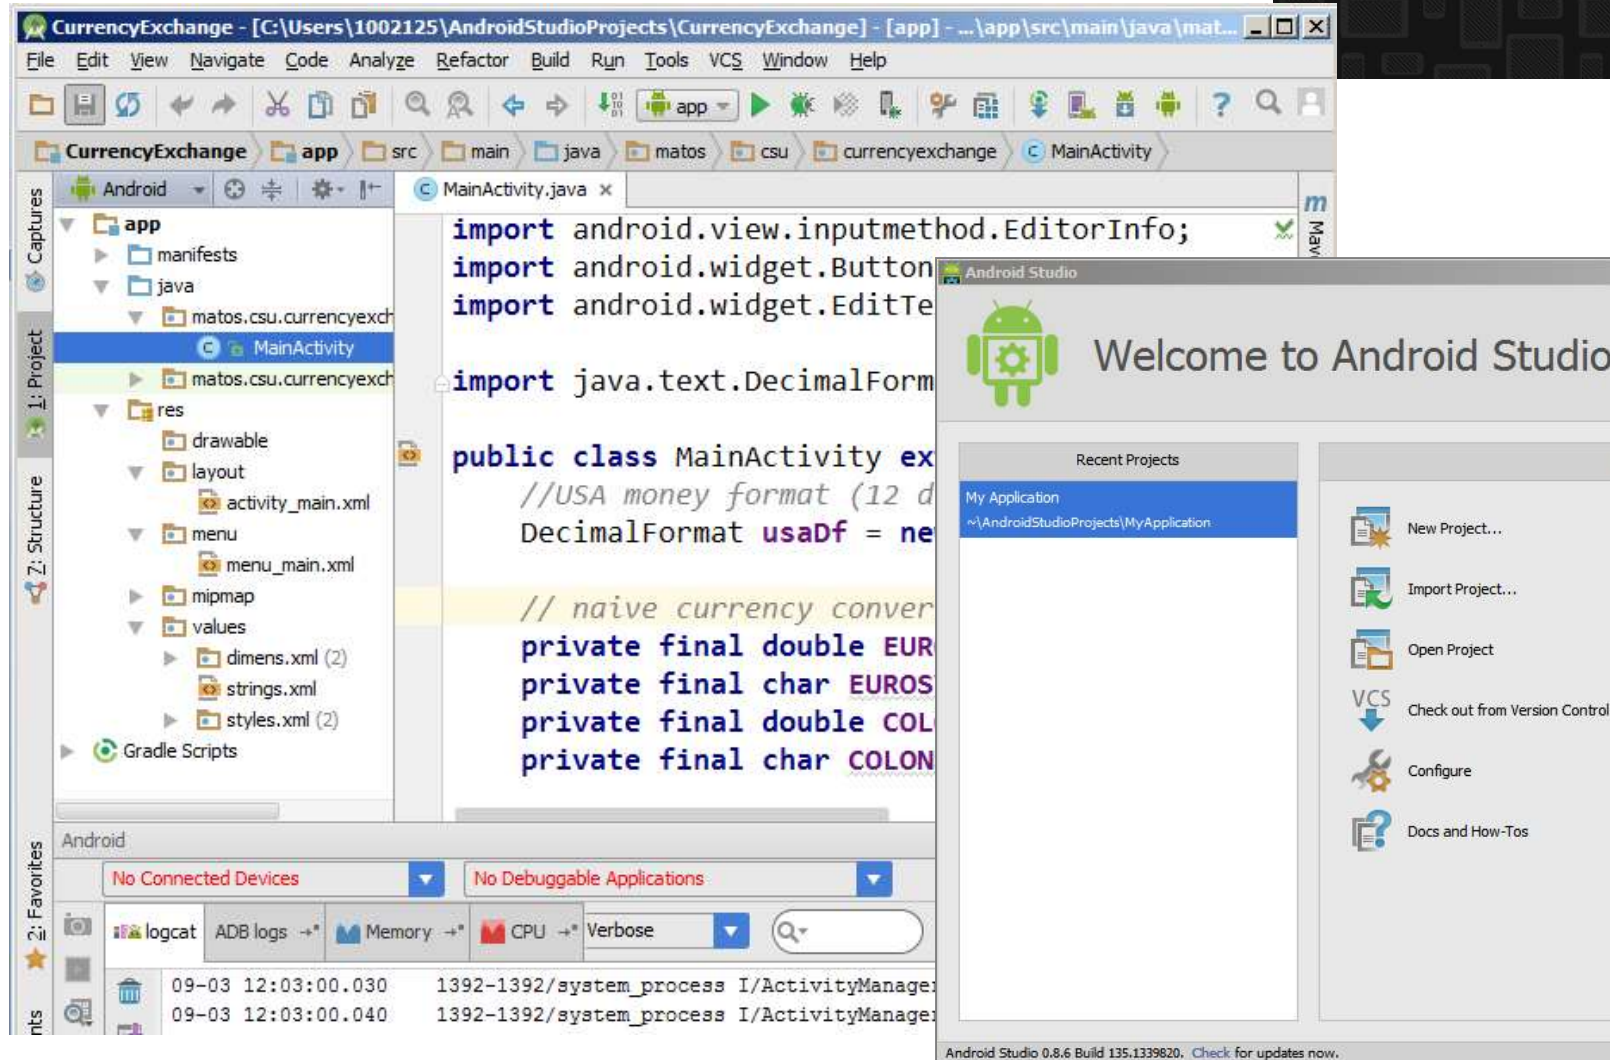 CurrencyExchange - [C:\Users\1002125\AndroidStudioProjects\CurrencyExchange] - [app] - ...\app\src\main\java\mat...
File Edit View Navigate Code Analyze Refactor Build Run Tools VCS Window Help
app
CurrencyExchange app src main java matos csu currencyexchange MainActivity
Captures
1: Project
7: Structure
2: Favorites
Android
MainActivity.java
app
manifests
java
matos.csu.currencyexch
MainActivity
matos.csu.currencyexch
res
drawable
layout
activity_main.xml
menu
menu_main.xml
mipmap
values
dimens.xml (2)
strings.xml
styles.xml (2)
Gradle Scripts
import android.view.inputmethod.EditorInfo;
import android.widget.Button
import android.widget.EditTe
import java.text.DecimalForm
public class MainActivity ex
//USA money format (12 d
DecimalFormat usaDf = ne
// naive currency conver
private final double EUR
private final char EUROS
private final double COL
private final char COLON
m
Mav
Android
No Connected Devices
No Debuggable Applications
logcat ADB logs Memory CPU Verbose
09-03 12:03:00.030 1392-1392/system_process I/ActivityManage
09-03 12:03:00.040 1392-1392/system_process I/ActivityManage
Android Studio
Welcome to Android Studio
Recent Projects
My Application
~\AndroidStudioProjects\MyApplication
New Project...
Import Project...
Open Project
VCS
Check out from Version Control
Configure
Docs and How-Tos
Android Studio 0.8.6 Build 135.1339820. Check for updates now.